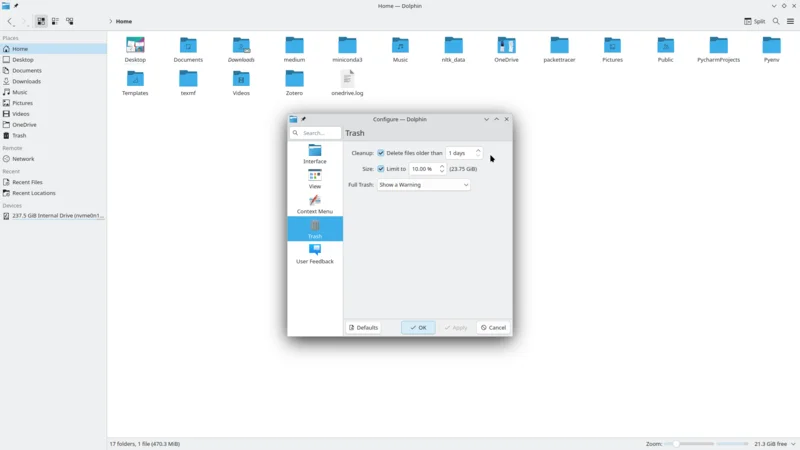 Home — Dolphin
Split
Home
Places
Home
Desktop
Documents
Downloads
Music
Pictures
Videos
OneDrive
Trash
Remote
Network
Recent
Recent Files
Recent Locations
Devices
237.5 GiB Internal Drive (nvme0n1...
Desktop Documents Downloads medium miniconda3 Music nltk_data OneDrive packettracer Pictures Public PycharmProjects Pyenv
Templates texmf Videos Zotero onedrive.log
Configure — Dolphin
Search...
Trash
Interface
View
Context Menu
Trash
User Feedback
Cleanup: Delete files older than 1 days
Size: Limit to 10.00 % (23.75 GiB)
Full Trash: Show a Warning
Defaults OK Apply Cancel
17 folders, 1 file (470.3 MiB)
Zoom: 21.3 GiB free